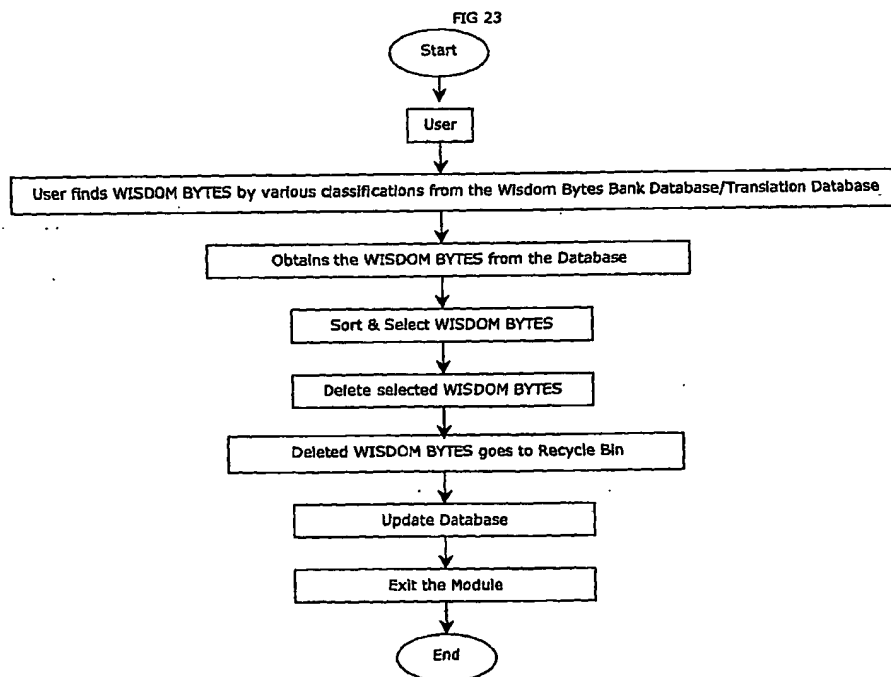 FIG 23
Start
User
User finds WISDOM BYTES by various classifications from the Wisdom Bytes Bank Database/Translation Database
Obtains the WISDOM BYTES from the Database
Sort & Select WISDOM BYTES
Delete selected WISDOM BYTES
Deleted WISDOM BYTES goes to Recycle Bin
Update Database
Exit the Module
End